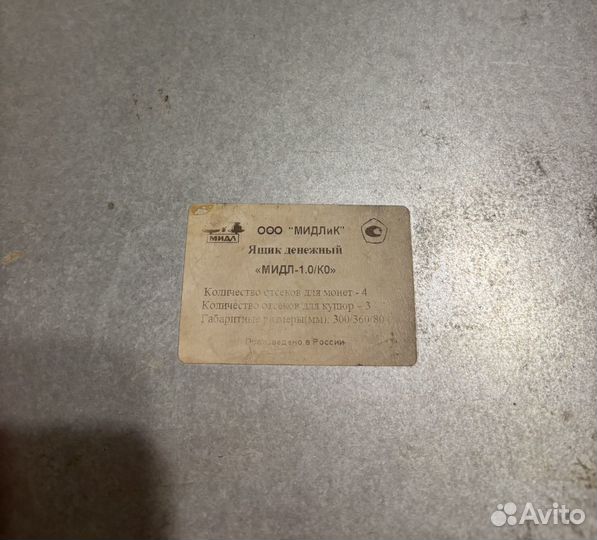 МИДЛ ООО "МИДЛиК"
Ящик денежный
«МИДЛ-1.0/К0»
Количество отсеков для монет - 4
Количество отсеков для купюр – 3
Габаритные размеры(мм). 300/360/80
Произведено в России
Avito